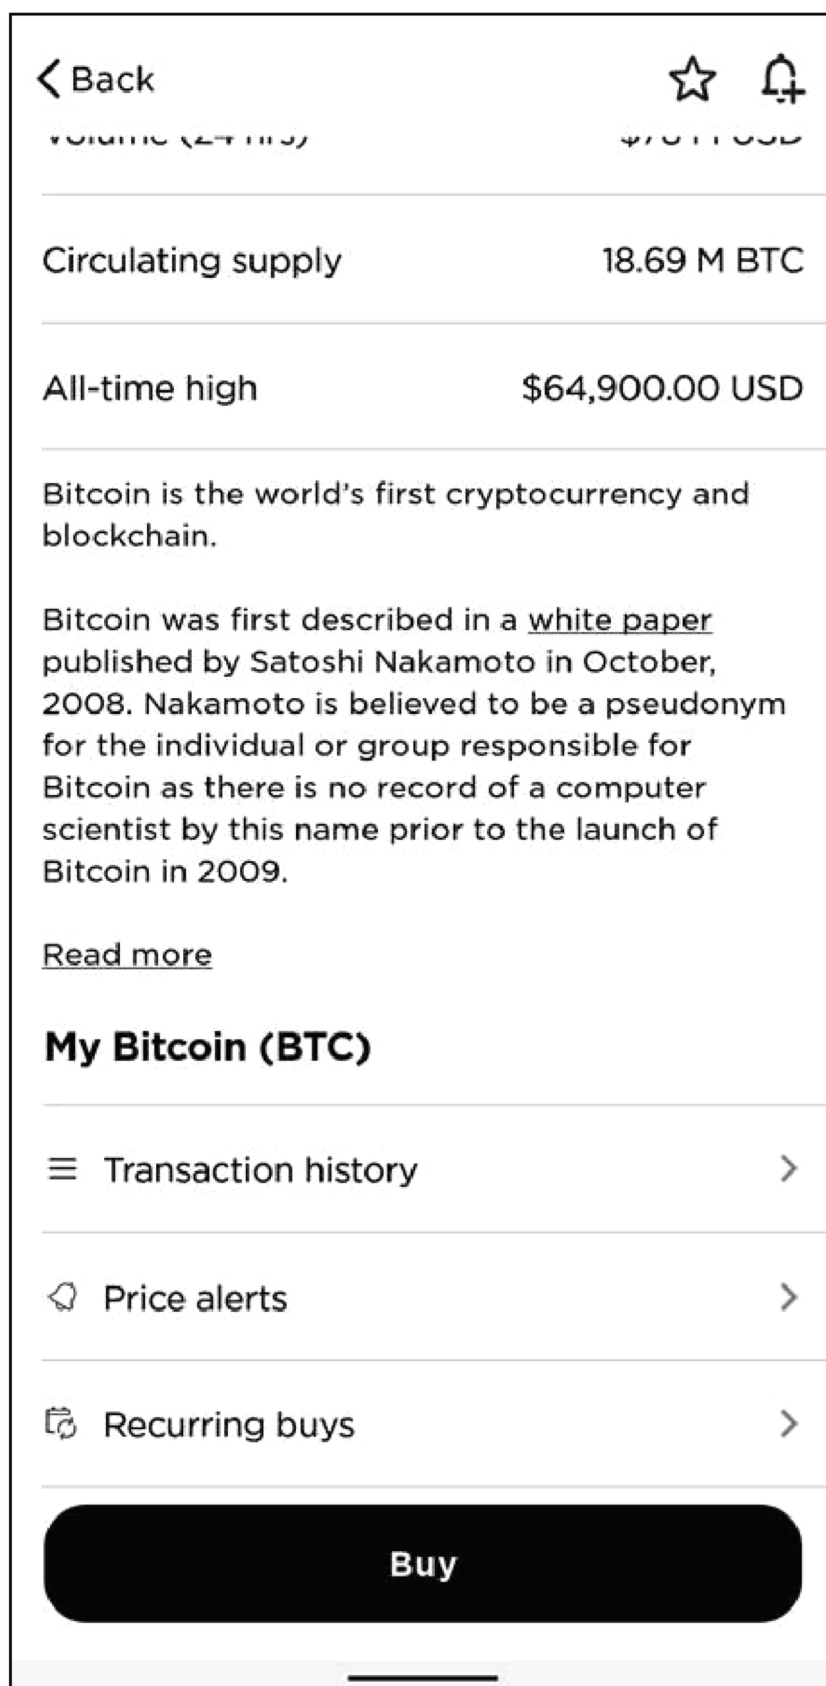 Back
Circulating supply 18.69 M BTC
All-time high $64,900.00 USD
Bitcoin is the world's first cryptocurrency and
blockchain.
Bitcoin was first described in a white paper
published by Satoshi Nakamoto in October,
2008. Nakamoto is believed to be a pseudonym
for the individual or group responsible for
Bitcoin as there is no record of a computer
scientist by this name prior to the launch of
Bitcoin in 2009.
Read more
My Bitcoin (BTC)
Transaction history
Price alerts
Recurring buys
Buy